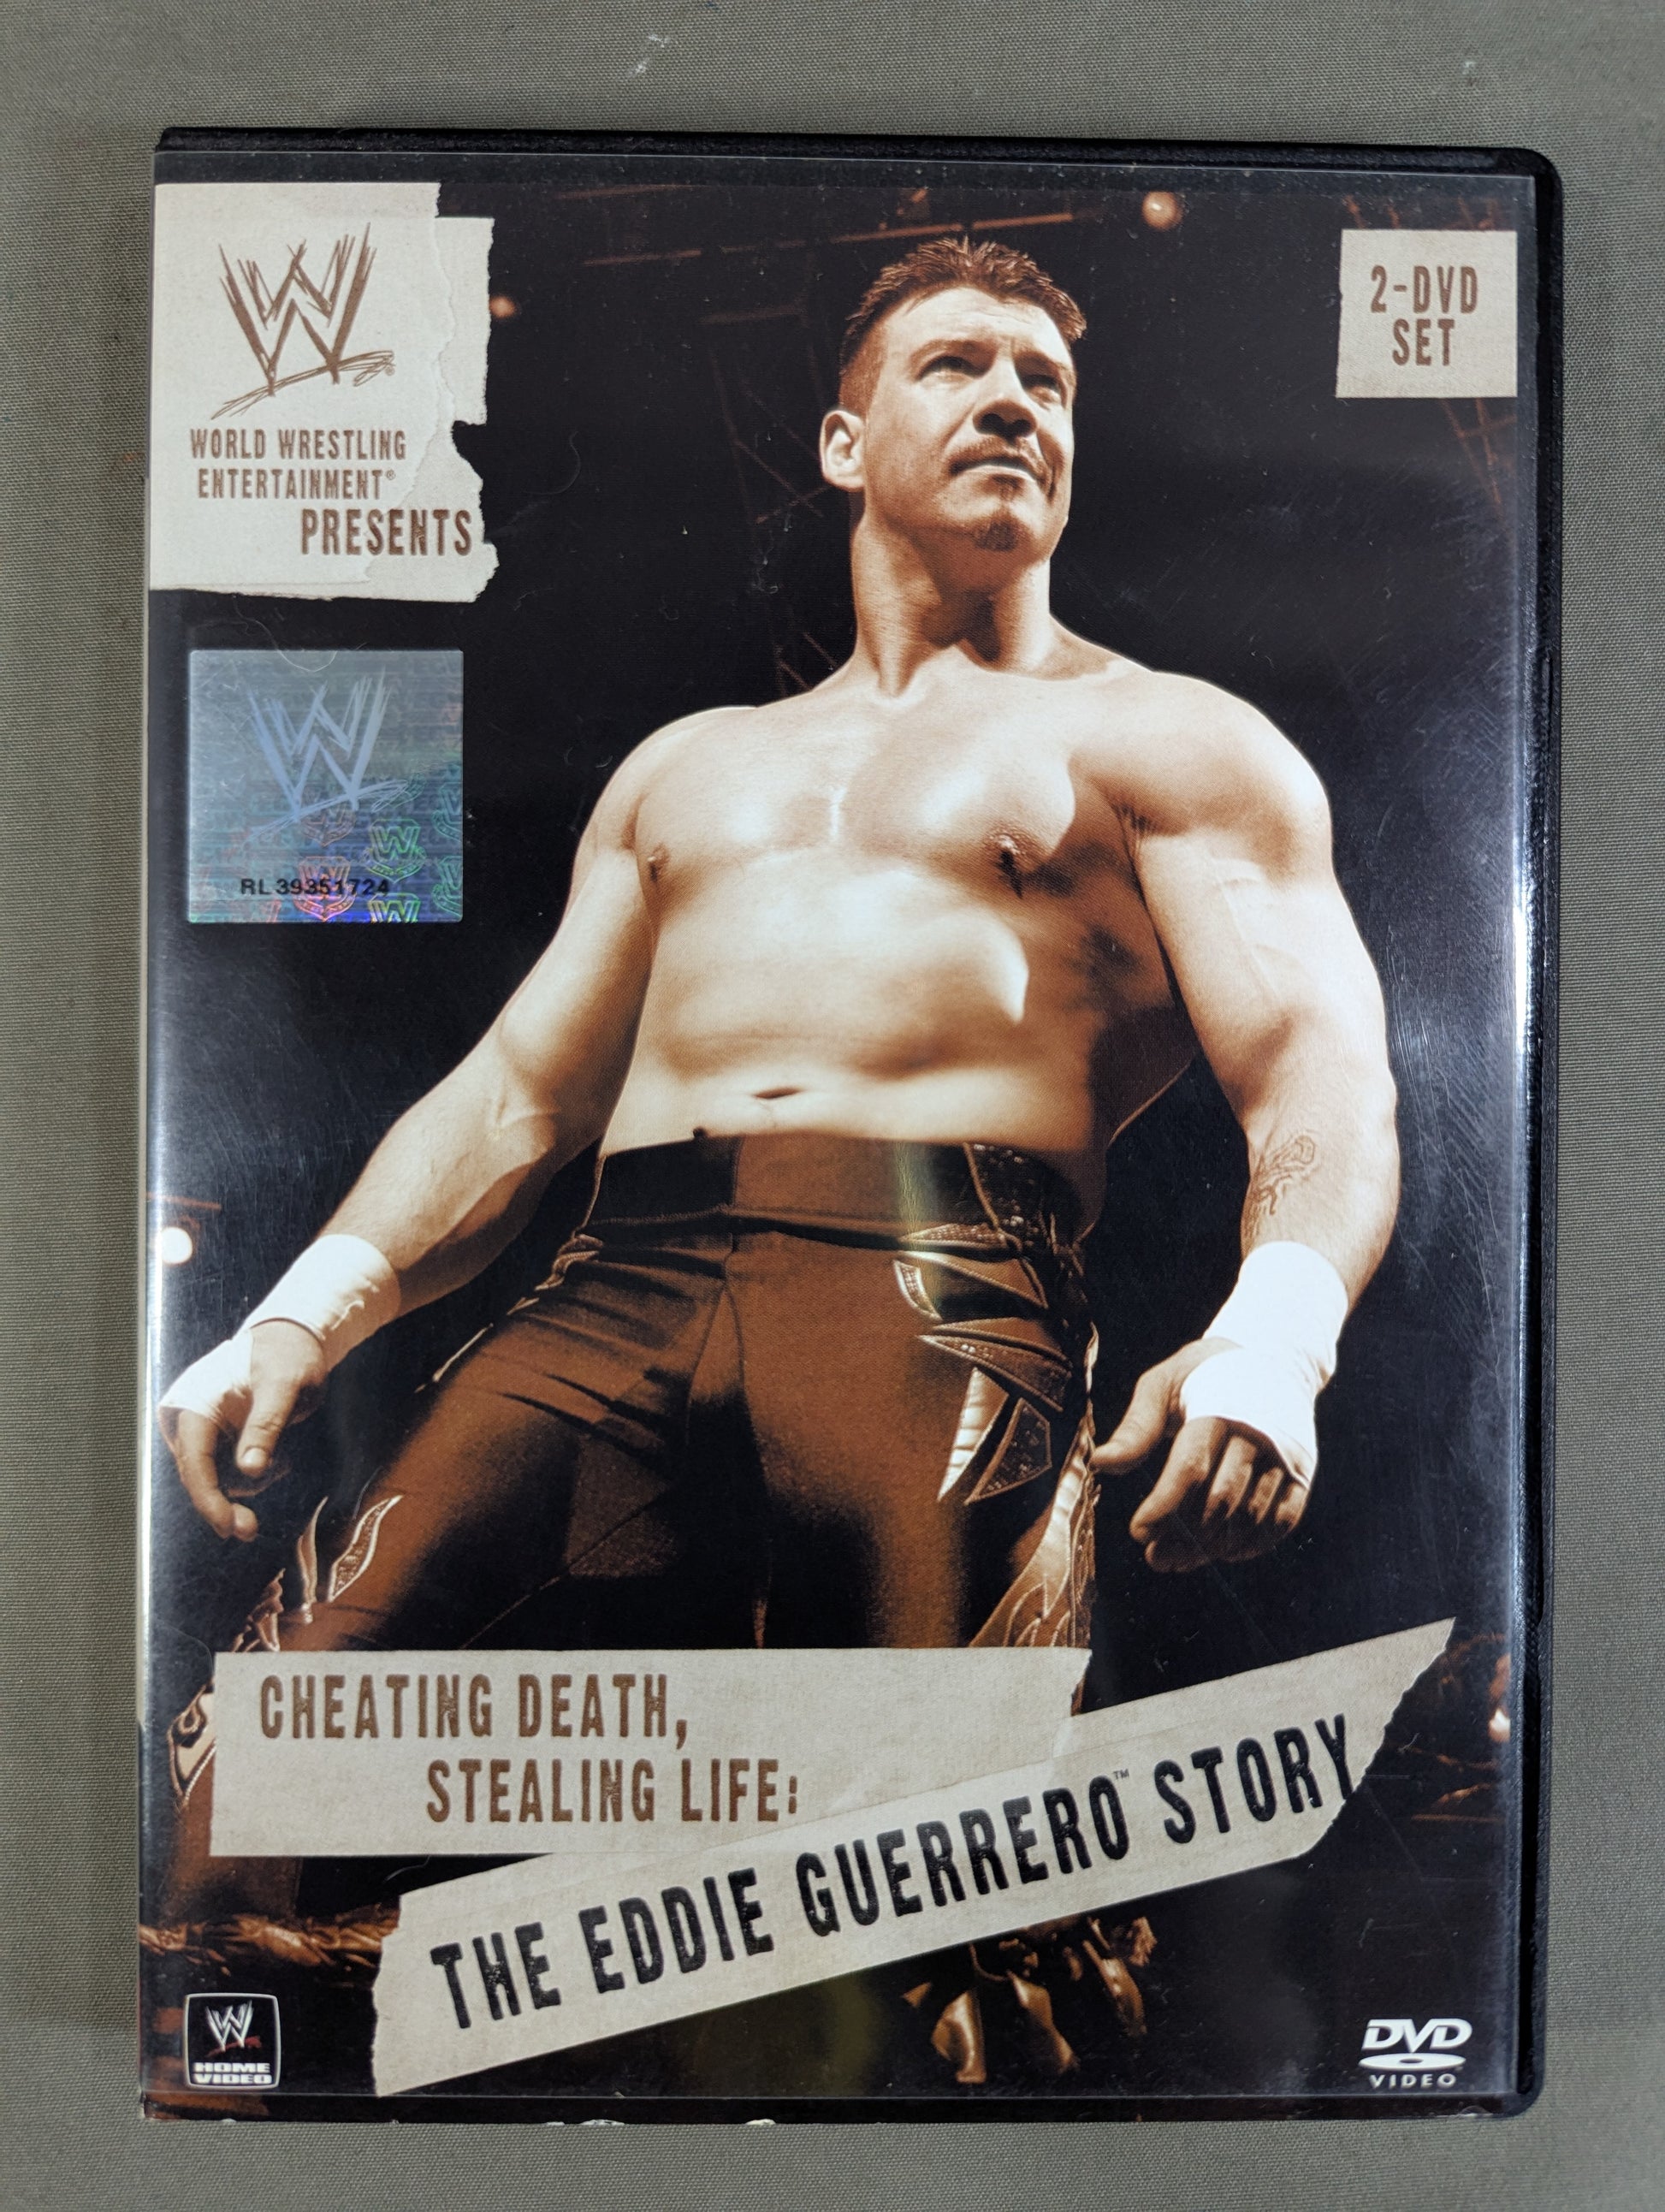 W
WORLD WRESTLING
ENTERTAINMENT®
PRESENTS
2-DVD
SET
W
RL 39351724
CHEATING DEATH,
STEALING LIFE:
THE EDDIE GUERRERO™ STORY
W
HOME
VIDEO
DVD
VIDEO